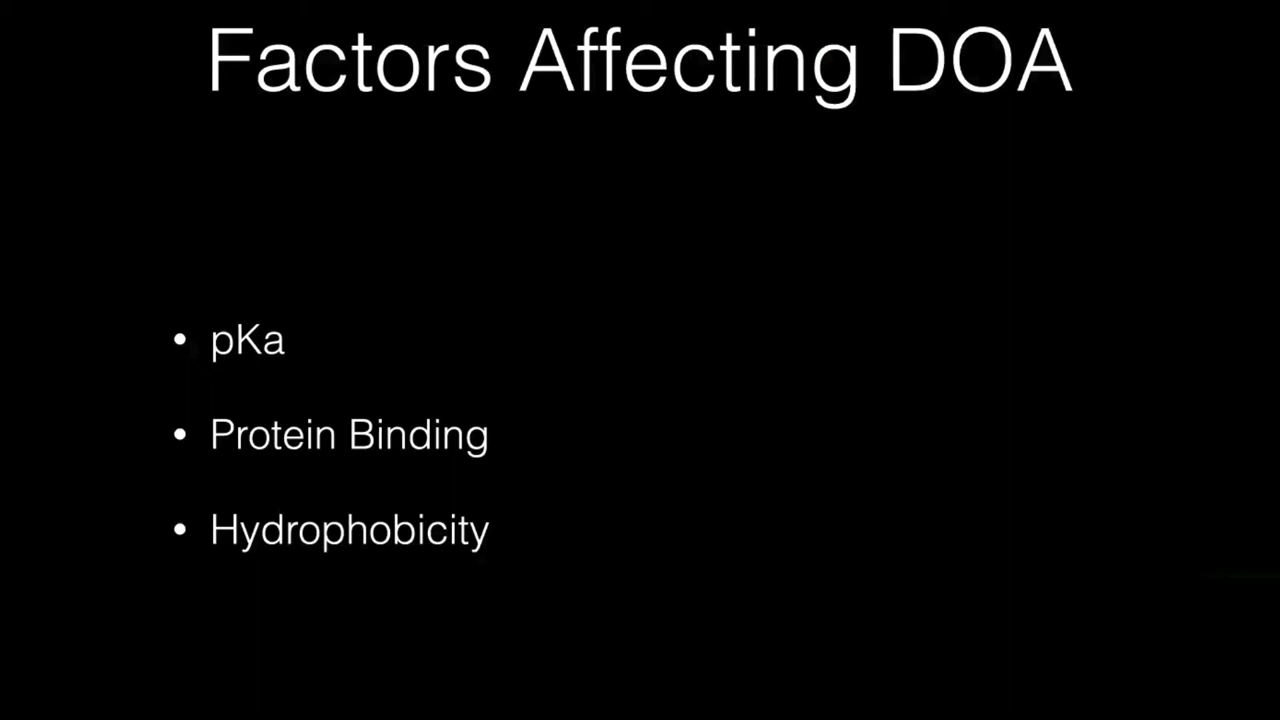 Factors Affecting DOA
• pKa
• Protein Binding
• Hydrophobicity